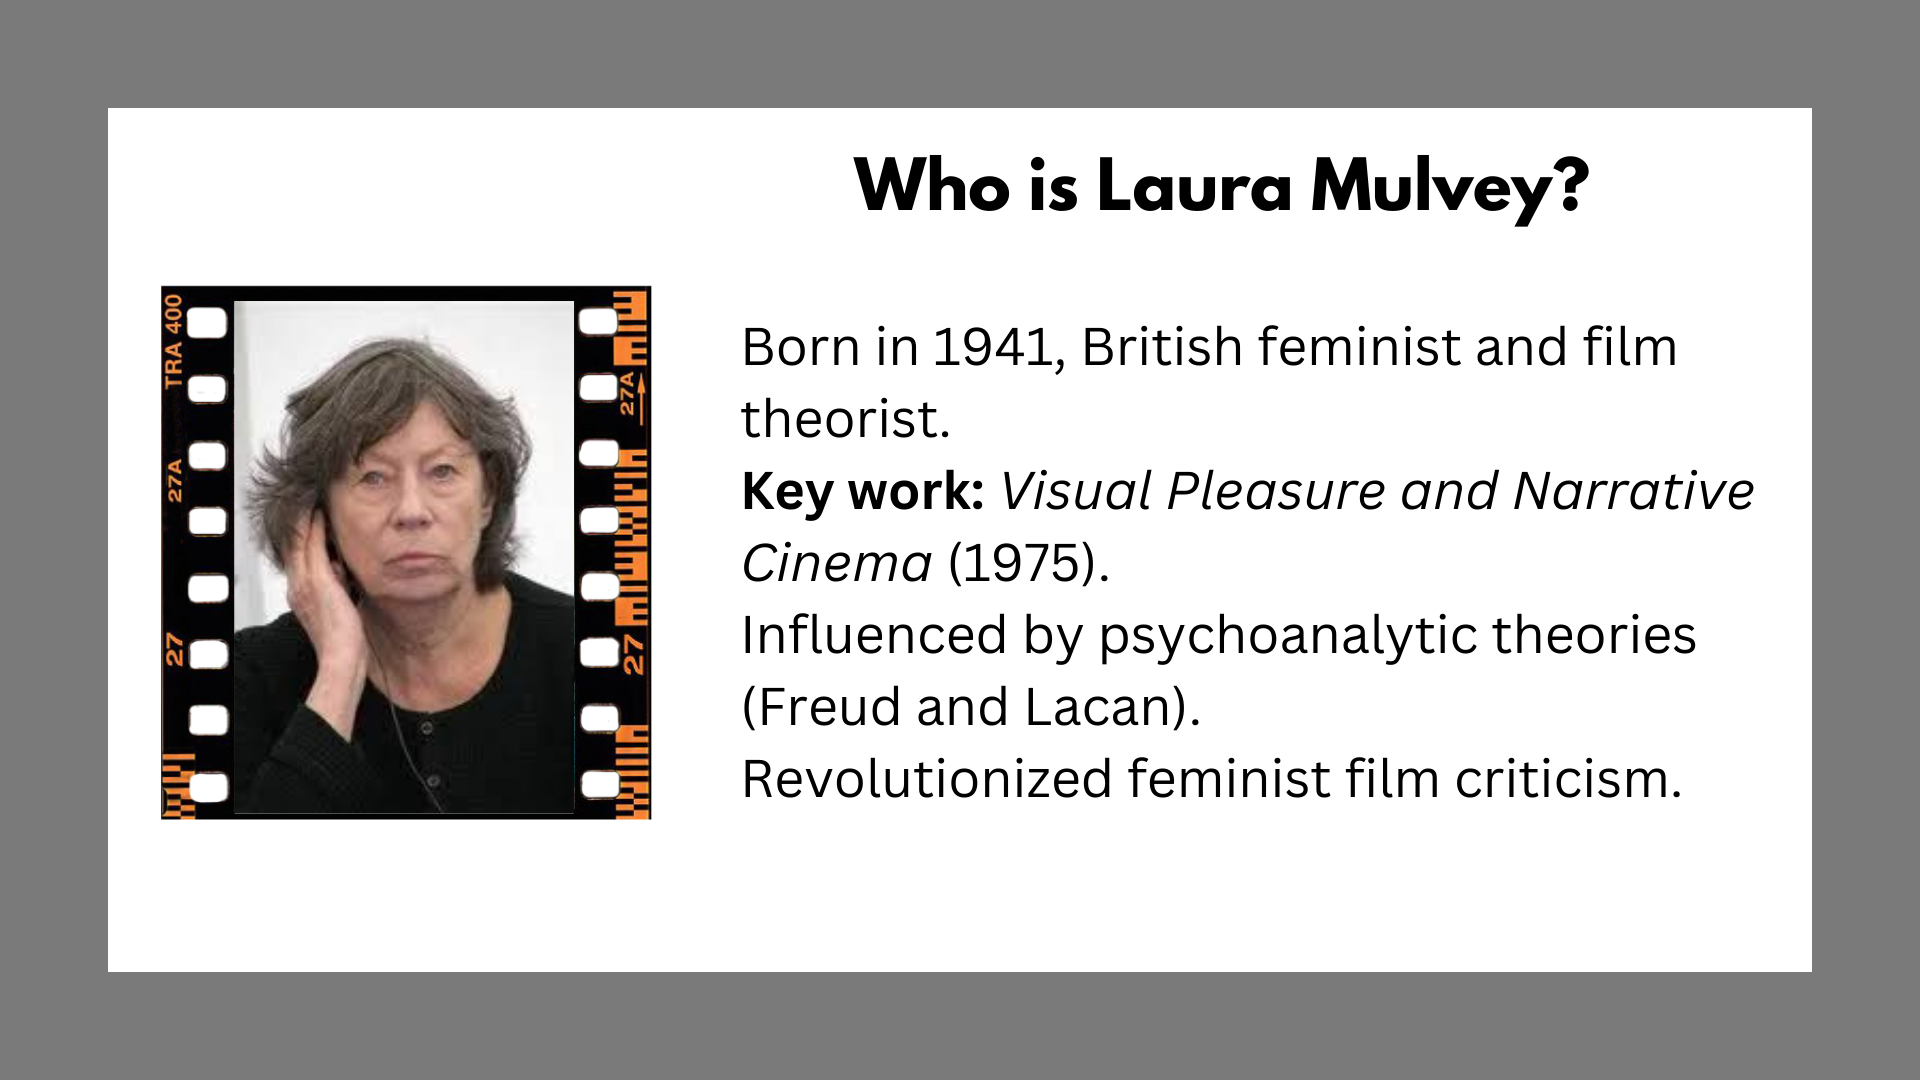 Who is Laura Mulvey?
TRA 400
27A
27
27A
27
Born in 1941, British feminist and film
theorist.
Key work: Visual Pleasure and Narrative
Cinema (1975).
Influenced by psychoanalytic theories
(Freud and Lacan).
Revolutionized feminist film criticism.